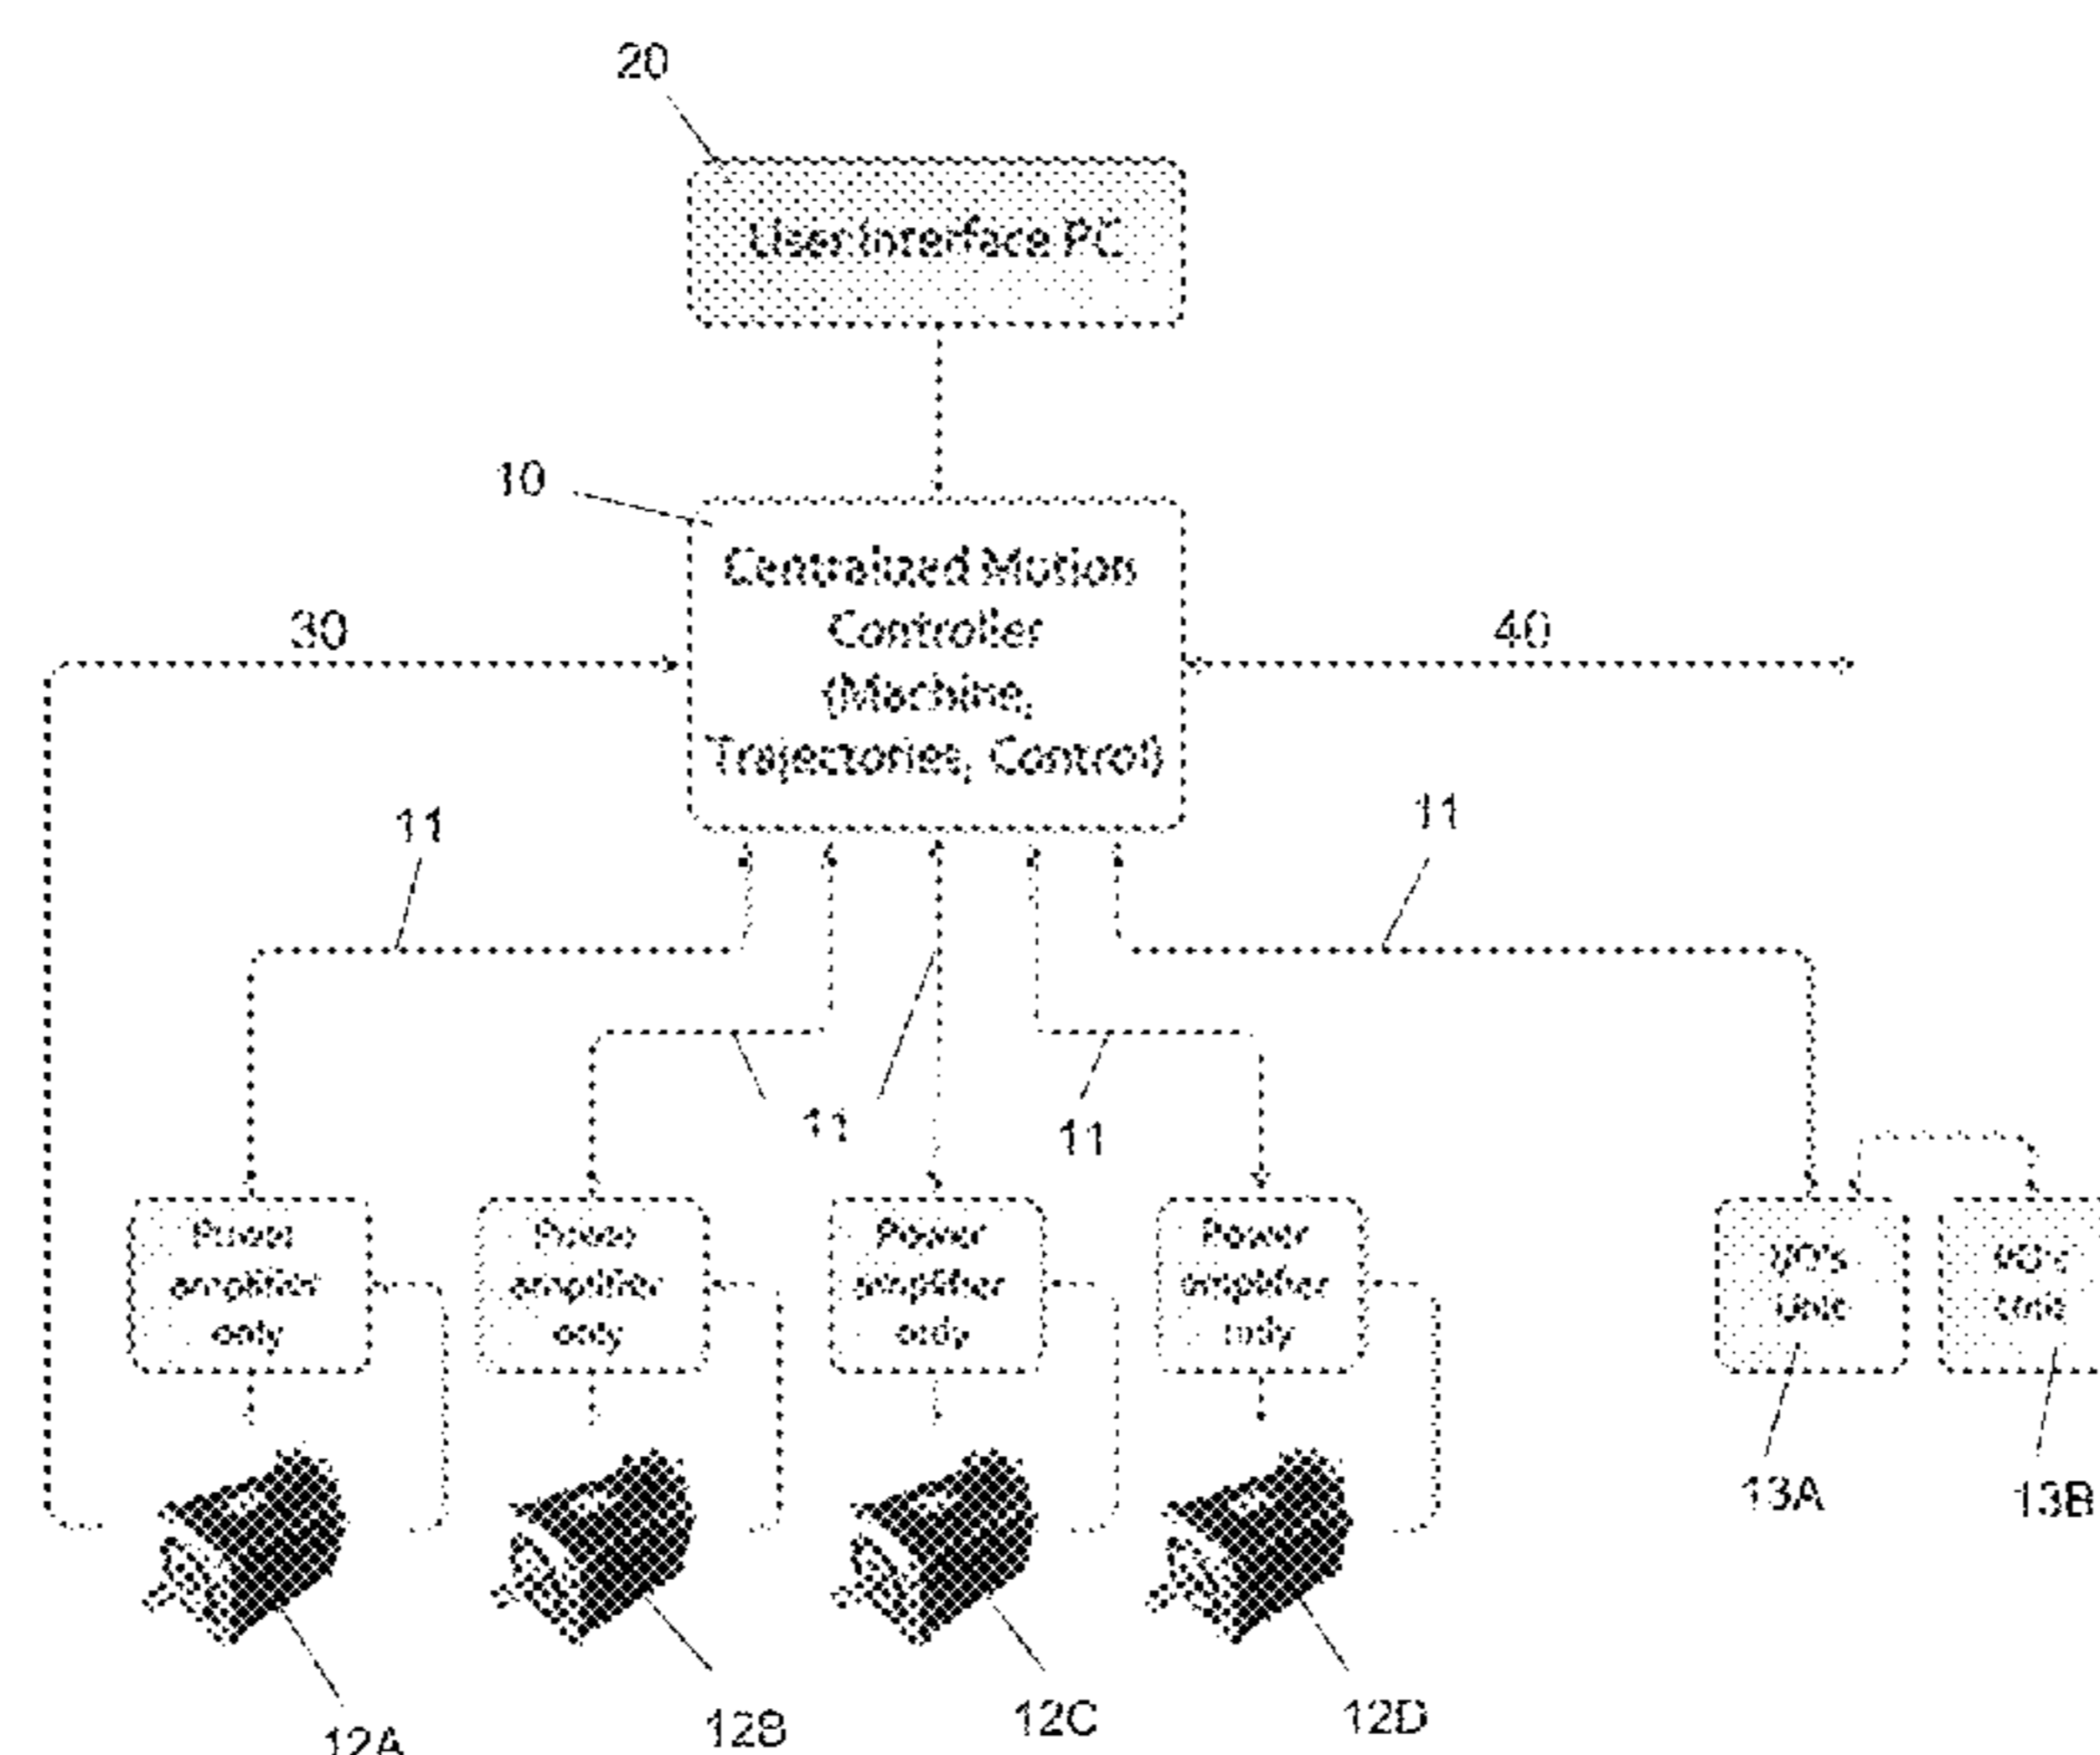 20
User Interface PC
10
Centralized Motion
Controller
(Machine,
Trajectories, Control)
30
40
11
11
11
11
Power
amplifier
only
Power
amplifier
only
Power
amplifier
only
Power
amplifier
only
I/O's
unit
I/O's
unit
13A
13B
12A
12B
12C
12D